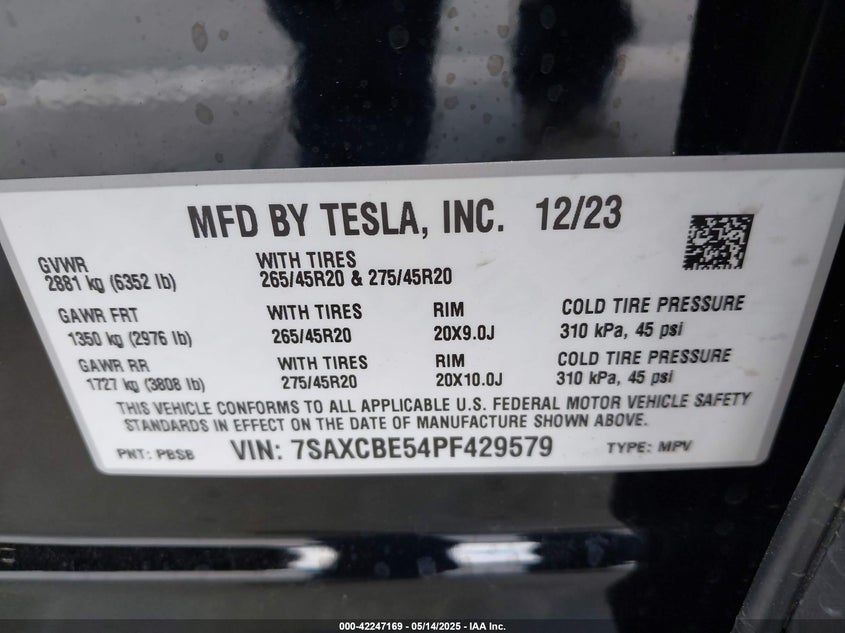 MFD BY TESLA, INC. 12/23
GVWR WITH TIRES
2881 kg (6352 lb) 265/45R20 & 275/45R20
GAWR FRT WITH TIRES RIM COLD TIRE PRESSURE
1350 kg (2976 lb) 265/45R20 20X9.0J 310 kPa, 45 psi
GAWR RR WITH TIRES RIM COLD TIRE PRESSURE
1727 kg (3808 lb) 275/45R20 20X10.0J 310 kPa, 45 psi
THIS VEHICLE CONFORMS TO ALL APPLICABLE U.S. FEDERAL MOTOR VEHICLE SAFETY
STANDARDS IN EFFECT ON THE DATE OF MANUFACTURE SHOWN ABOVE.
PNT: PBSB VIN: 7SAXCBE54PF429579 TYPE: MPV
000-42247169 - 05/14/2025 - IAA Inc.